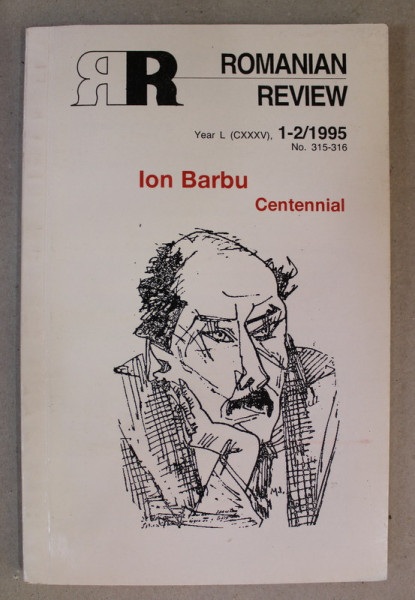 RR
ROMANIAN
REVIEW
Year L (CXXXV), 1-2/1995
No. 315-316
Ion Barbu
Centennial